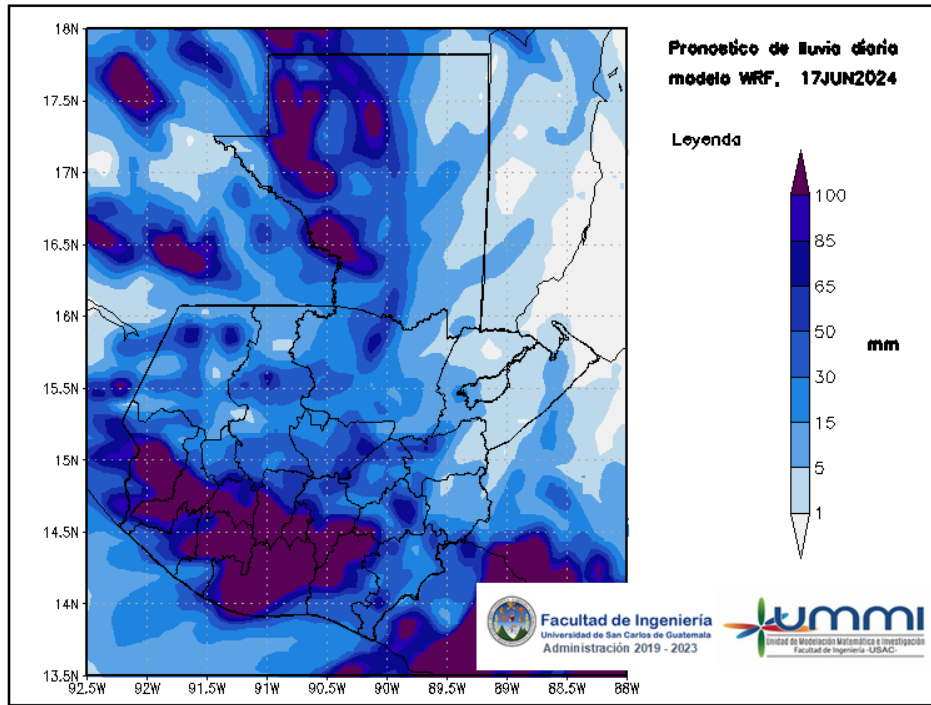 Pronostico de lluvia diaria
modelo WRF, 17JUN2024
Leyenda
100
85
65
50
30
15
5
1
mm
18N
17.5N
17N
16.5N
16N
15.5N
15N
14.5N
14N
13.5N
92.5W
92W
91.5W
91W
90.5W
90W
89.5W
89W
88.5W
88W
Facultad de Ingeniería
Universidad de San Carlos de Guatemala
Administración 2019 - 2023
UMMI
Unidad de Modelación Matemática e Investigación
Facultad de Ingeniería -USAC-